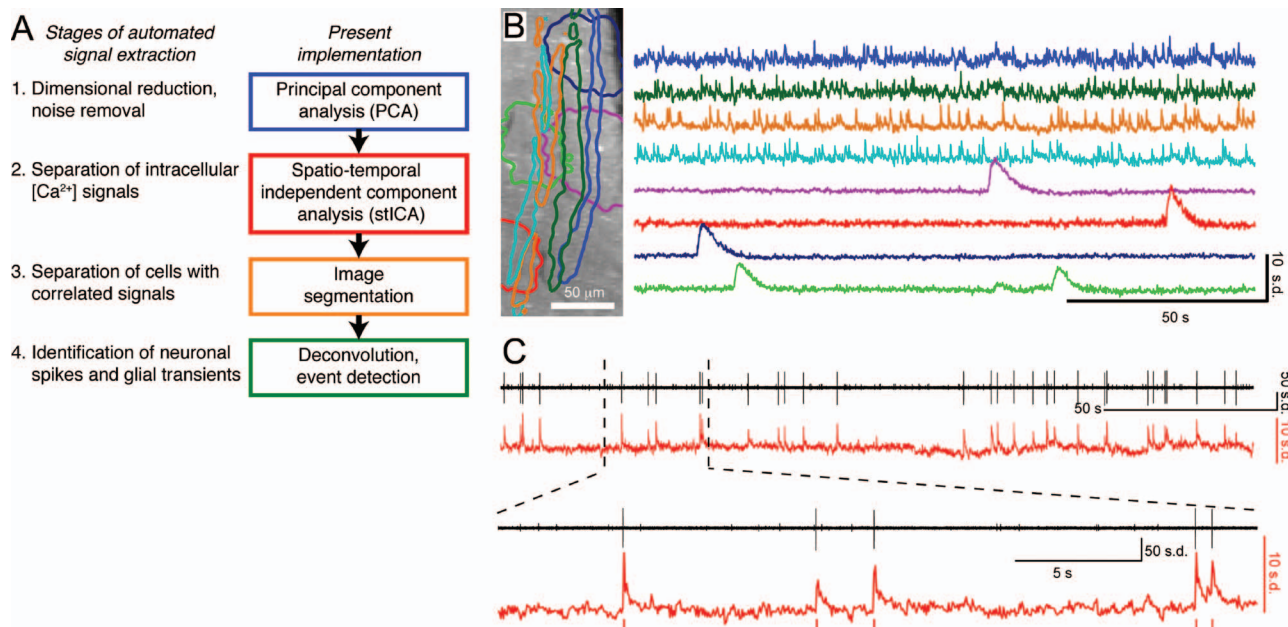 A
Stages of automated
signal extraction
Present
implementation
1. Dimensional reduction,
noise removal
Principal component
analysis (PCA)
2. Separation of intracellular
[Ca²⁺] signals
Spatio-temporal
independent component
analysis (stICA)
3. Separation of cells with
correlated signals
Image
segmentation
4. Identification of neuronal
spikes and glial transients
Deconvolution,
event detection
B
50 µm
10 s.d.
50 s
C
50 s
50 s.d.
10 s.d.
5 s
50 s.d.
10 s.d.